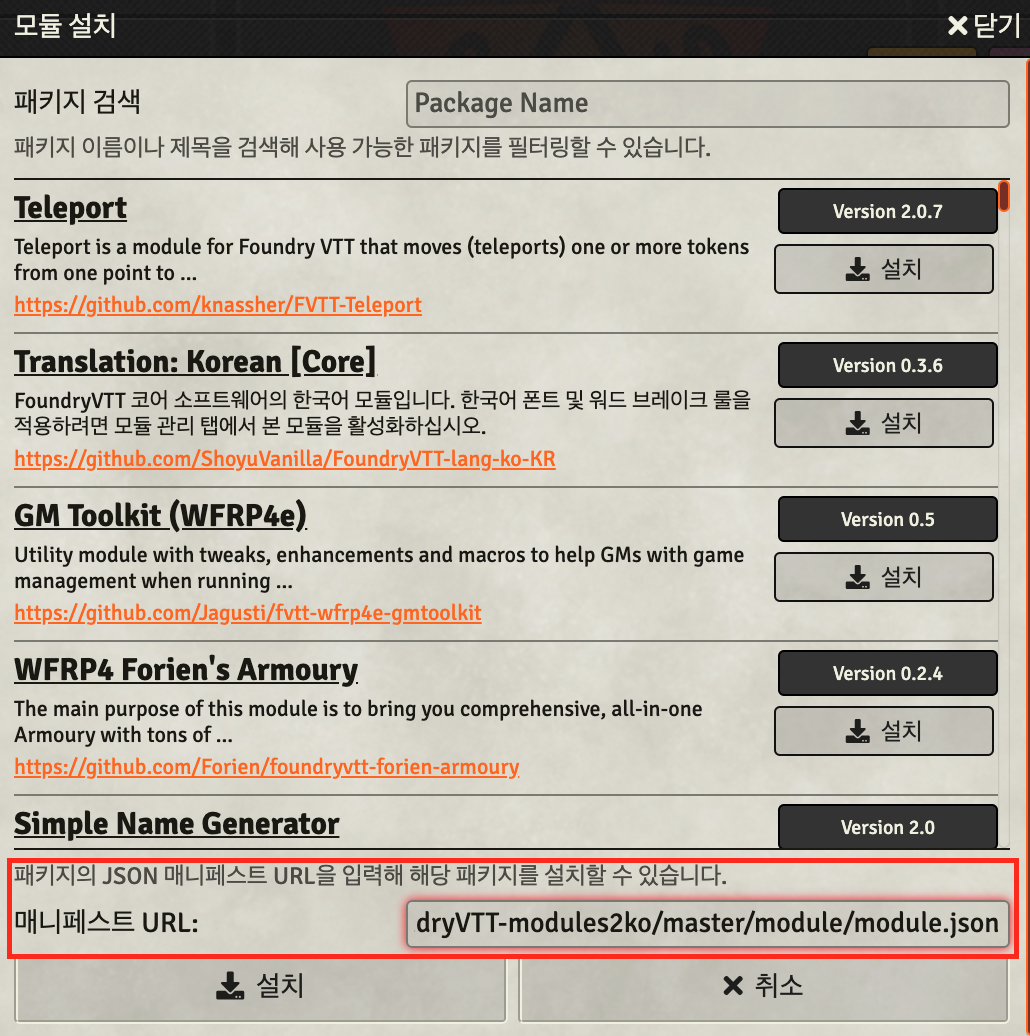 모듈 설치
닫기
패키지 검색
Package Name
패키지 이름이나 제목을 검색해 사용 가능한 패키지를 필터링할 수 있습니다.
Teleport
Version 2.0.7
Teleport is a module for Foundry VTT that moves (teleports) one or more tokens
from one point to ...
설치
https://github.com/knassher/FVTT-Teleport
Translation: Korean [Core]
Version 0.3.6
FoundryVTT 코어 소프트웨어의 한국어 모듈입니다. 한국어 폰트 및 워드 브레이크 룰을
적용하려면 모듈 관리 탭에서 본 모듈을 활성화하십시오.
설치
https://github.com/ShoyuVanilla/FoundryVTT-lang-ko-KR
GM Toolkit (WFRP4e)
Version 0.5
Utility module with tweaks, enhancements and macros to help GMs with game
management when running ...
설치
https://github.com/Jagusti/fvtt-wfrp4e-gmtoolkit
WFRP4 Forien's Armoury
Version 0.2.4
The main purpose of this module is to bring you comprehensive, all-in-one
Armoury with tons of ...
설치
https://github.com/Forien/foundryvtt-forien-armoury
Simple Name Generator
Version 2.0
패키지의 JSON 매니페스트 URL을 입력해 해당 패키지를 설치할 수 있습니다.
매니페스트 URL:
dryVTT-modules2ko/master/module/module.json
설치
취소